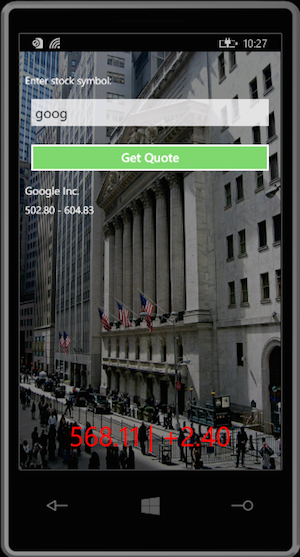 10:27
Enter stock symbol:
goog
Get Quote
Google Inc.
502.80 - 604.83
568.11 | +2.40